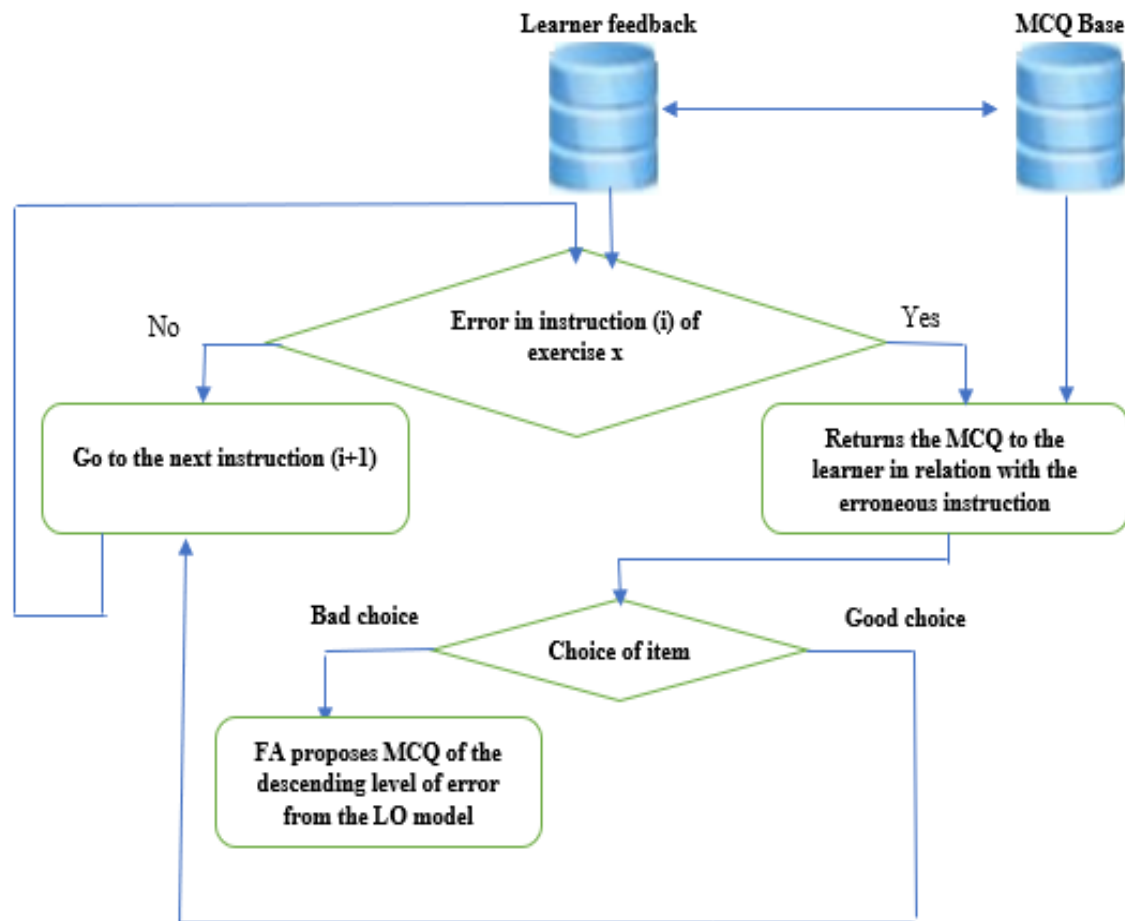 Learner feedback
MCQ Base
No
Error in instruction (i) of
exercise x
Yes
Go to the next instruction (i+1)
Returns the MCQ to the
learner in relation with the
erroneous instruction
Bad choice
Good choice
Choice of item
FA proposes MCQ of the
descending level of error
from the LO model